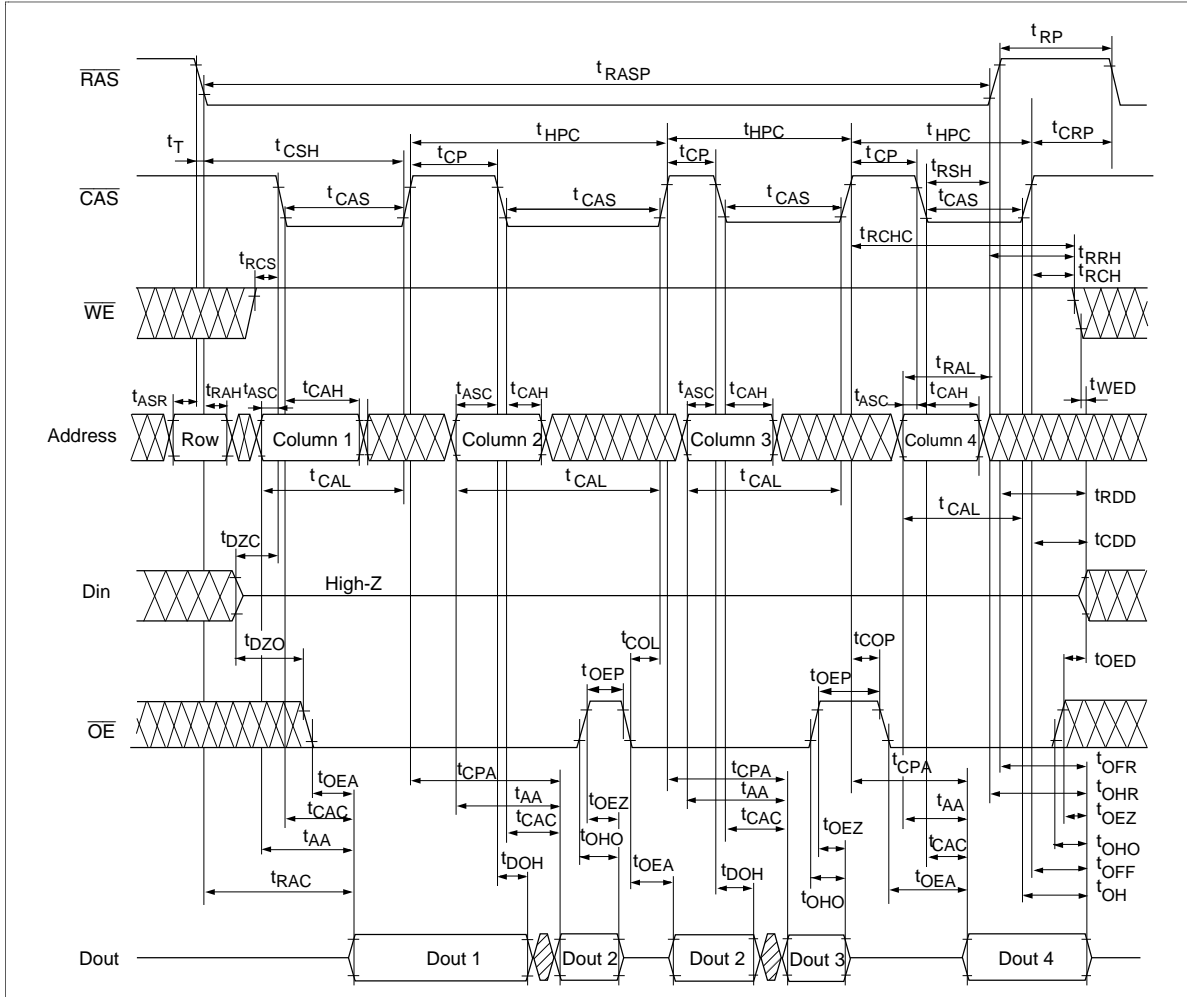 tRP
RAS
tRASP
tT
tCSH
tHPC
tHPC
tHPC
tCRP
tCP
tCP
tCP
tRSH
CAS
tCAS
tCAS
tCAS
tCAS
tRCHC
tRCS
tRRH
tRCH
WE
tRAL
tWED
tASR
tRAH
tASC
tCAH
tASC
tCAH
tASC
tCAH
tASC
tCAH
Address
Row
Column 1
Column 2
Column 3
Column 4
tCAL
tCAL
tCAL
tCAL
tRDD
tDZC
tCDD
Din
High-Z
tDZO
tCOL
tCOP
tOED
tOEP
tOEP
OE
tOEA
tCPA
tCPA
tCPA
tOFR
tCAC
tAA
tOEZ
tAA
tOEZ
tAA
tOHR
tOEZ
tAA
tCAC
tOHO
tCAC
tCAC
tOHO
tRAC
tDOH
tOEA
tDOH
tOHO
tOEA
tOFF
tOH
Dout
Dout 1
Dout 2
Dout 2
Dout 3
Dout 4